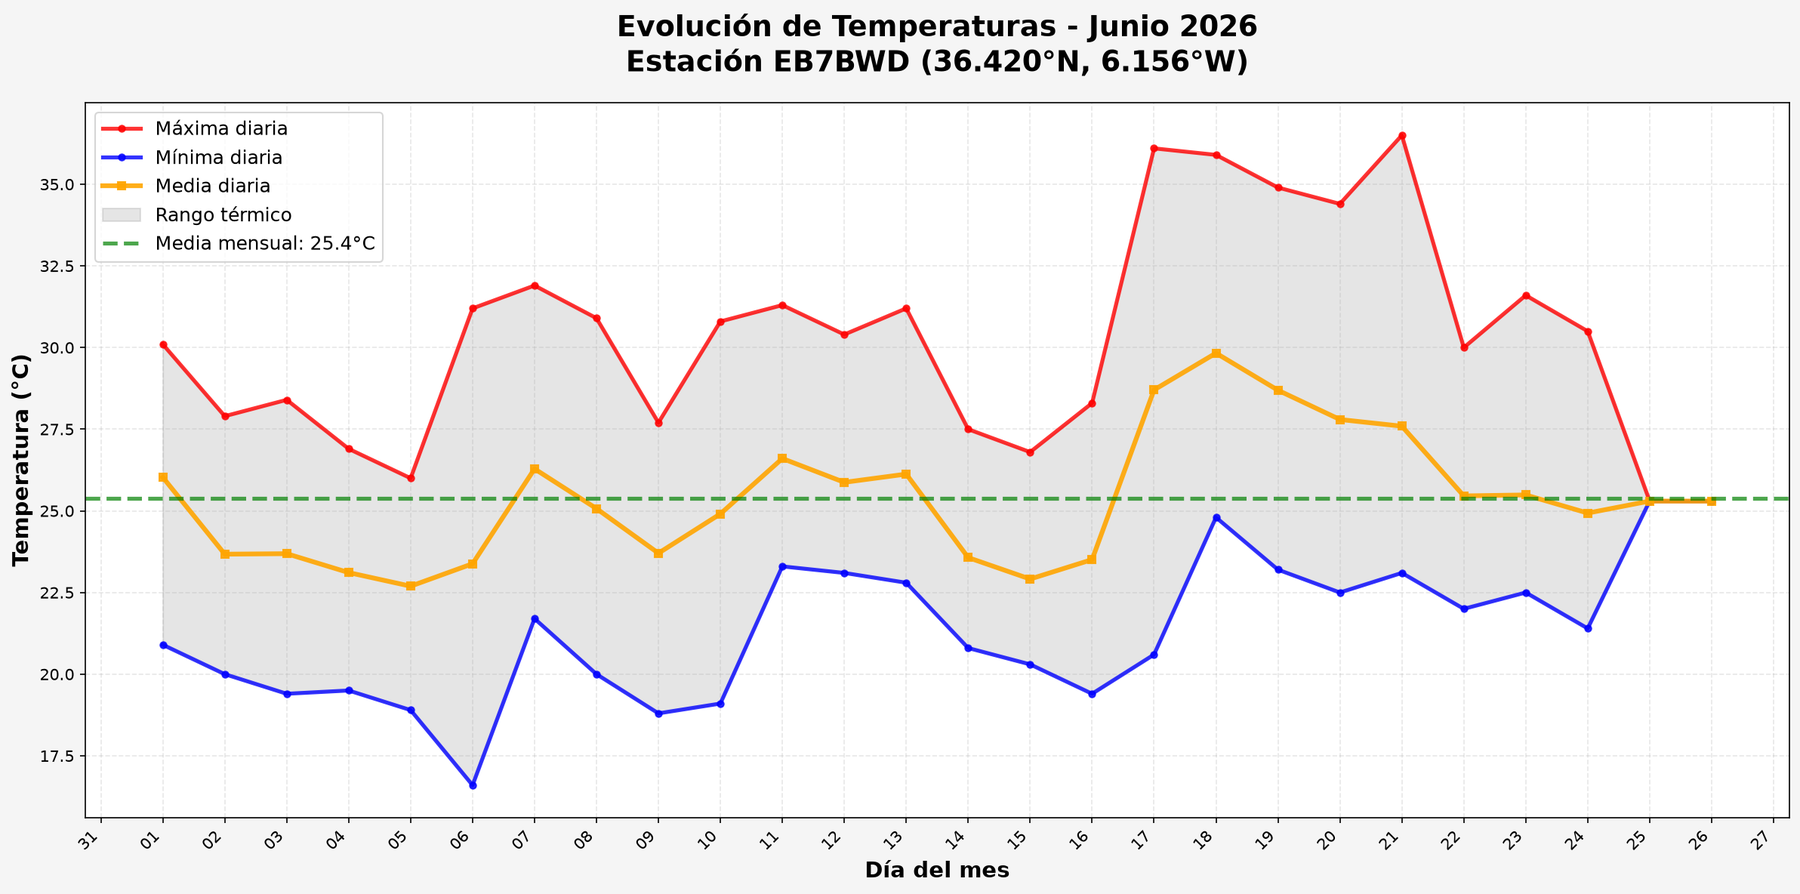 Evolución de Temperaturas - Junio 2026
Estación EB7BWD (36.420°N, 6.156°W)
Máxima diaria
Mínima diaria
Media diaria
Rango térmico
Media mensual: 25.4°C
Temperatura (°C)
35.0
32.5
30.0
27.5
25.0
22.5
20.0
17.5
31 01 02 03 04 05 06 07 08 09 10 11 12 13 14 15 16 17 18 19 20 21 22 23 24 25 26 27
Día del mes